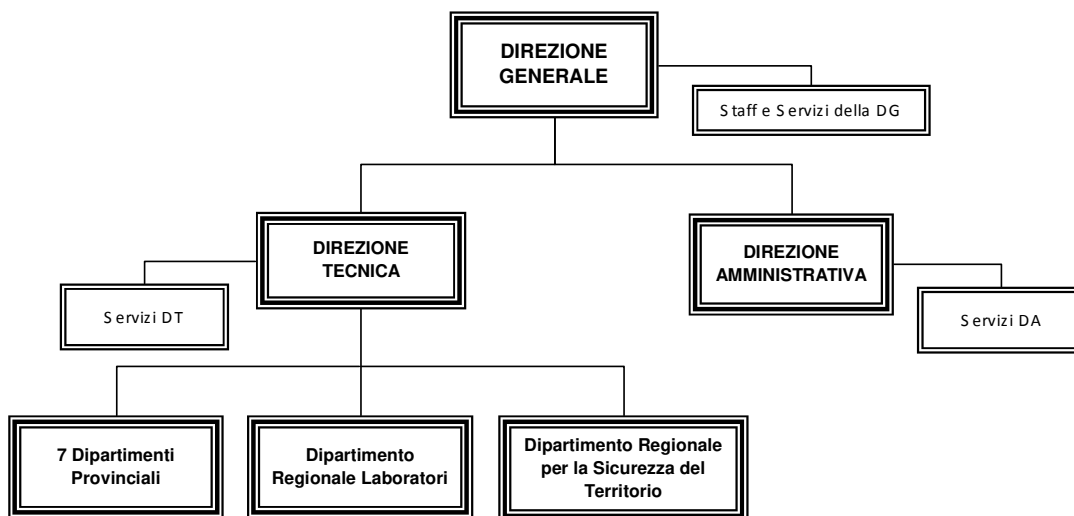 DIREZIONE
GENERALE
Staff e Servizi della DG
DIREZIONE
TECNICA
DIREZIONE
AMMINISTRATIVA
Servizi DT
Servizi DA
7 Dipartimenti
Provinciali
Dipartimento
Regionale Laboratori
Dipartimento Regionale
per la Sicurezza del
Territorio